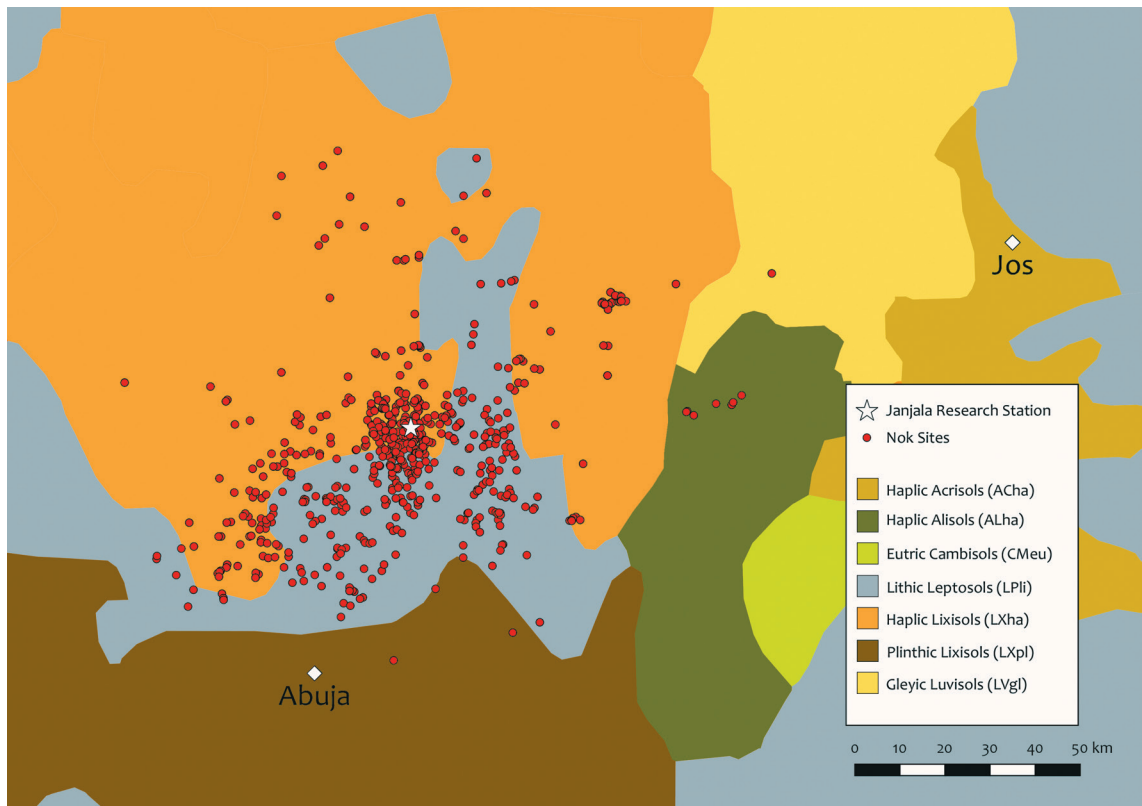 Jos
Abuja
Janjala Research Station
Nok Sites
Haplic Acrisols (ACha)
Haplic Alisols (ALha)
Eutric Cambisols (CMeu)
Lithic Leptosols (LPli)
Haplic Lixisols (LXha)
Plinthic Lixisols (LXpl)
Gleyic Luvisols (LVgl)
0 10 20 30 40 50 km